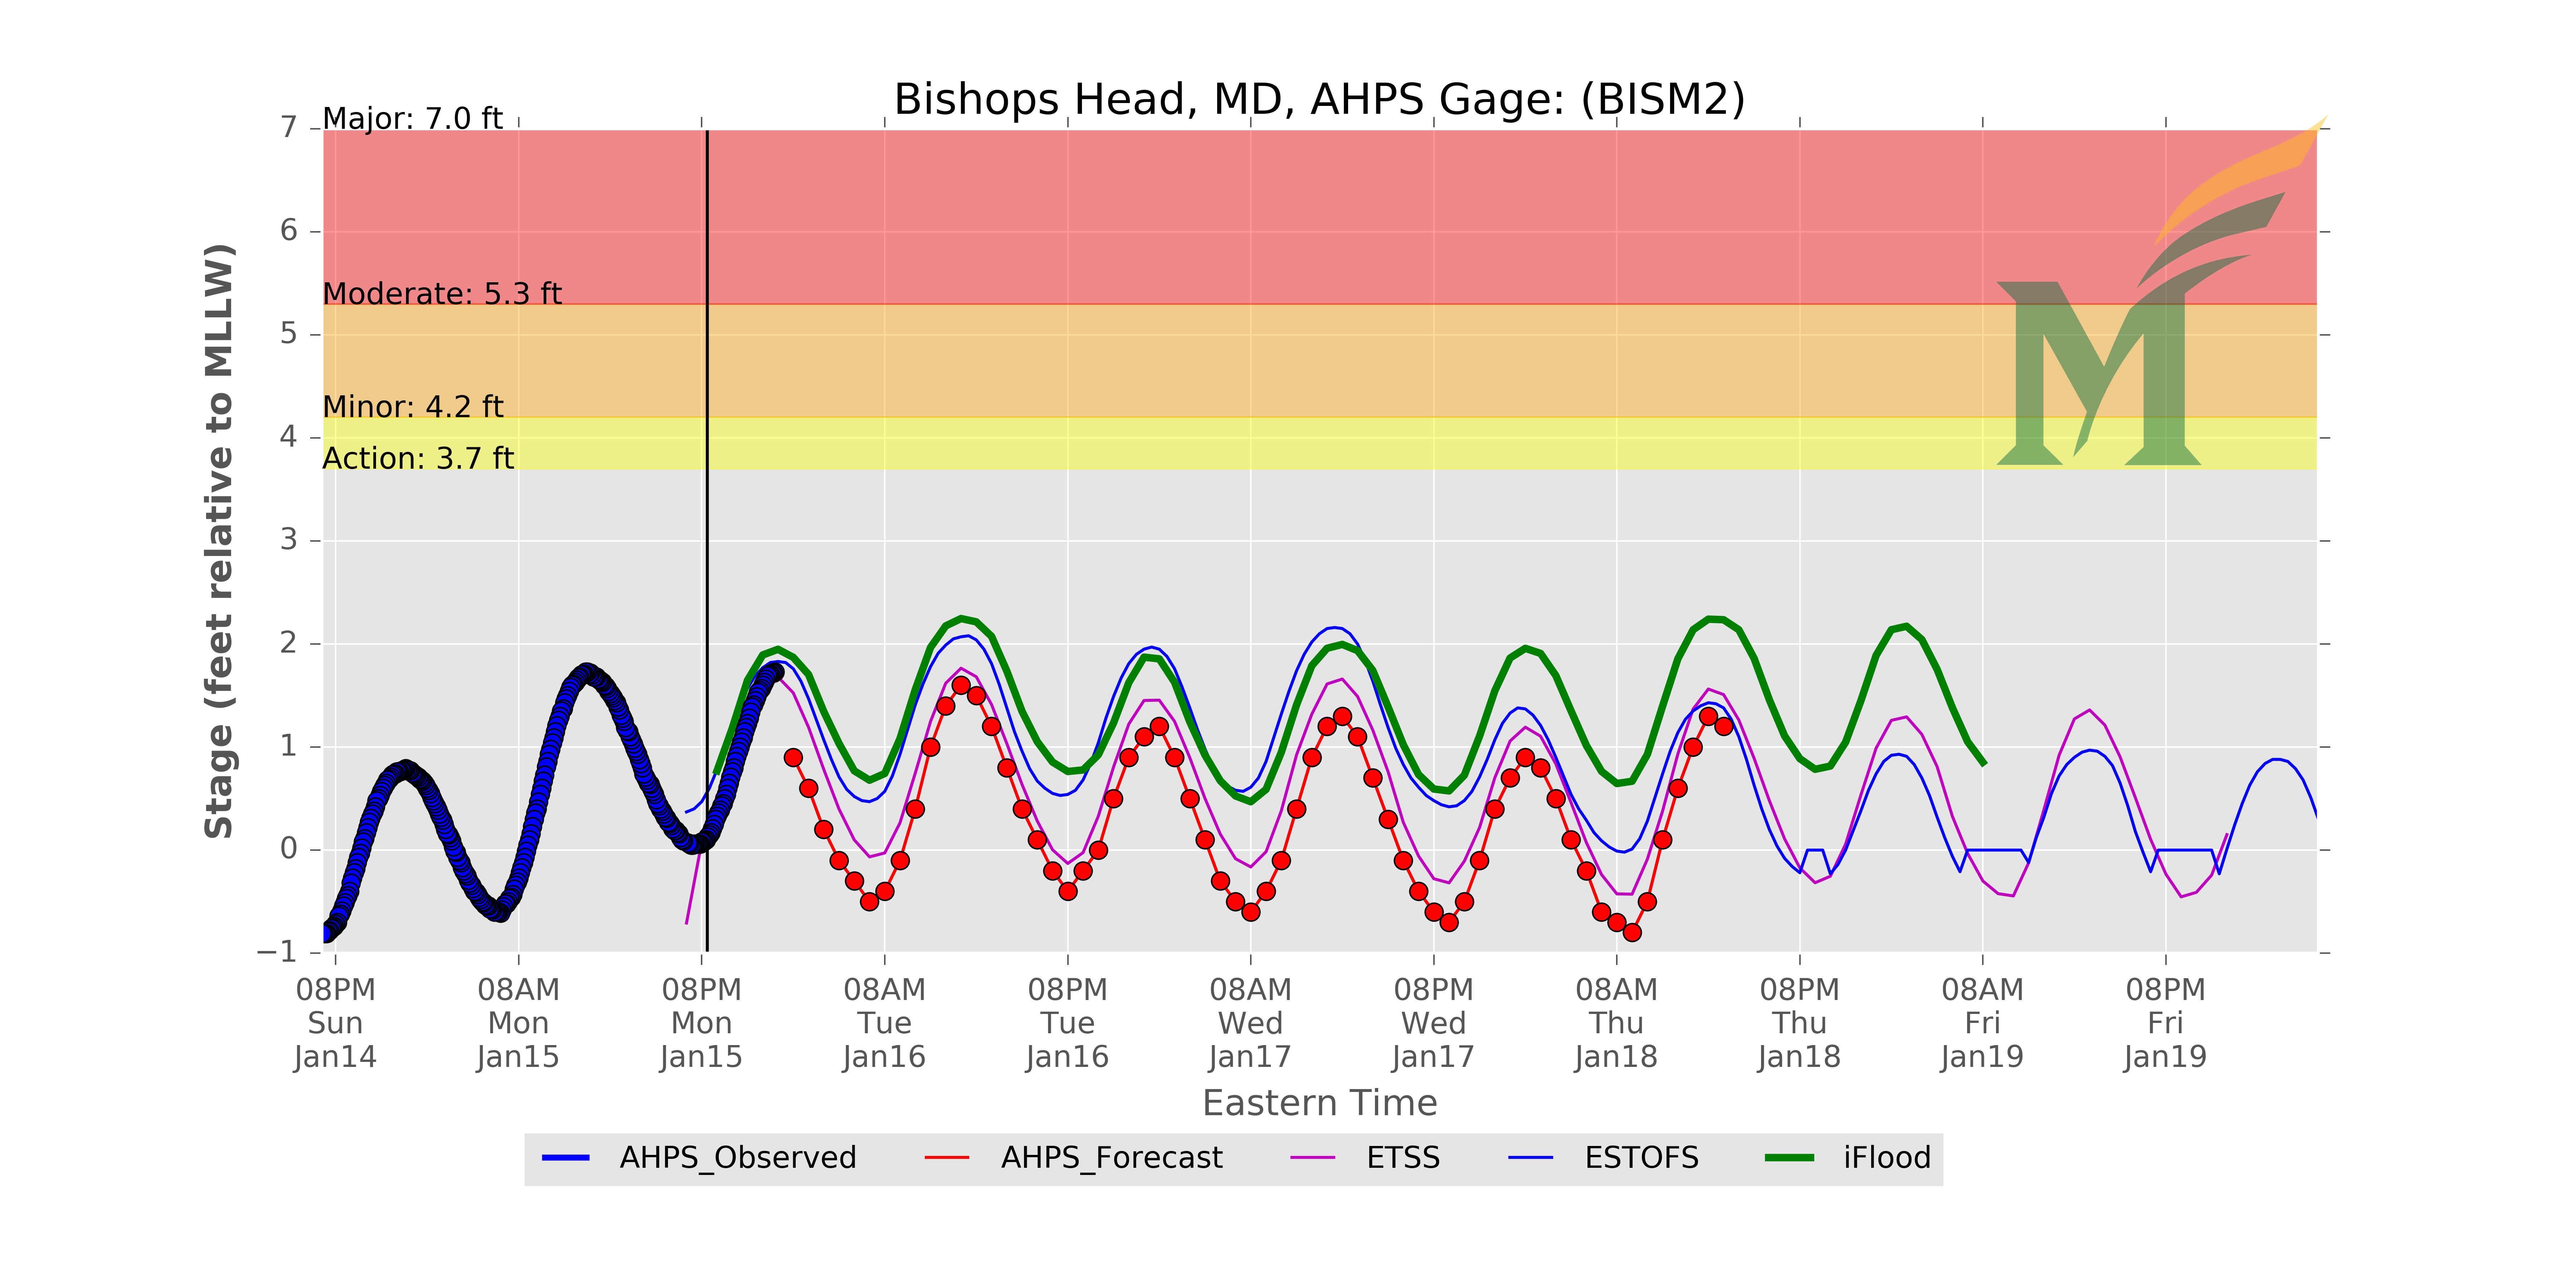 Bishops Head, MD, AHPS Gage: (BISM2)
Major: 7.0 ft
Moderate: 5.3 ft
Minor: 4.2 ft
Action: 3.7 ft
Stage (feet relative to MLLW)
7
6
5
4
3
2
1
0
−1
M
08PM 08AM 08PM 08AM 08PM 08AM 08PM 08AM 08PM 08AM 08PM
Sun Mon Mon Tue Tue Wed Wed Thu Thu Fri Fri
Jan14 Jan15 Jan15 Jan16 Jan16 Jan17 Jan17 Jan18 Jan18 Jan19 Jan19
Eastern Time
AHPS_Observed AHPS_Forecast ETSS ESTOFS iFlood